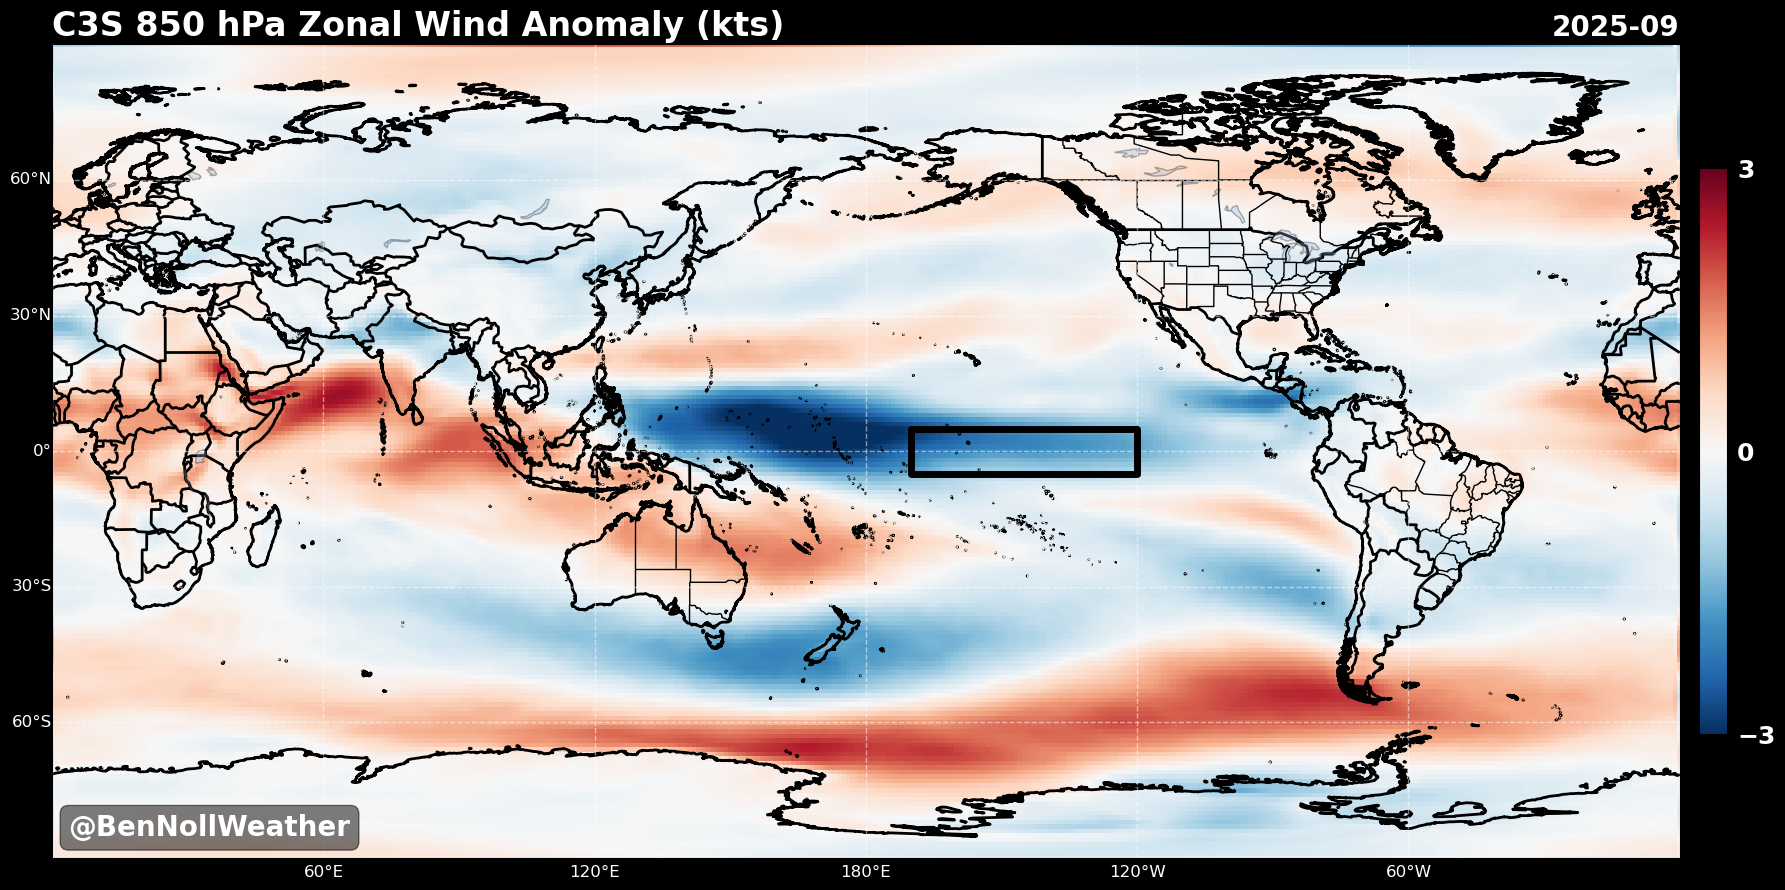 C3S 850 hPa Zonal Wind Anomaly (kts)
2025-09
60°N
30°N
0°
30°S
60°S
60°E
120°E
180°E
120°W
60°W
3
0
−3
@BenNollWeather